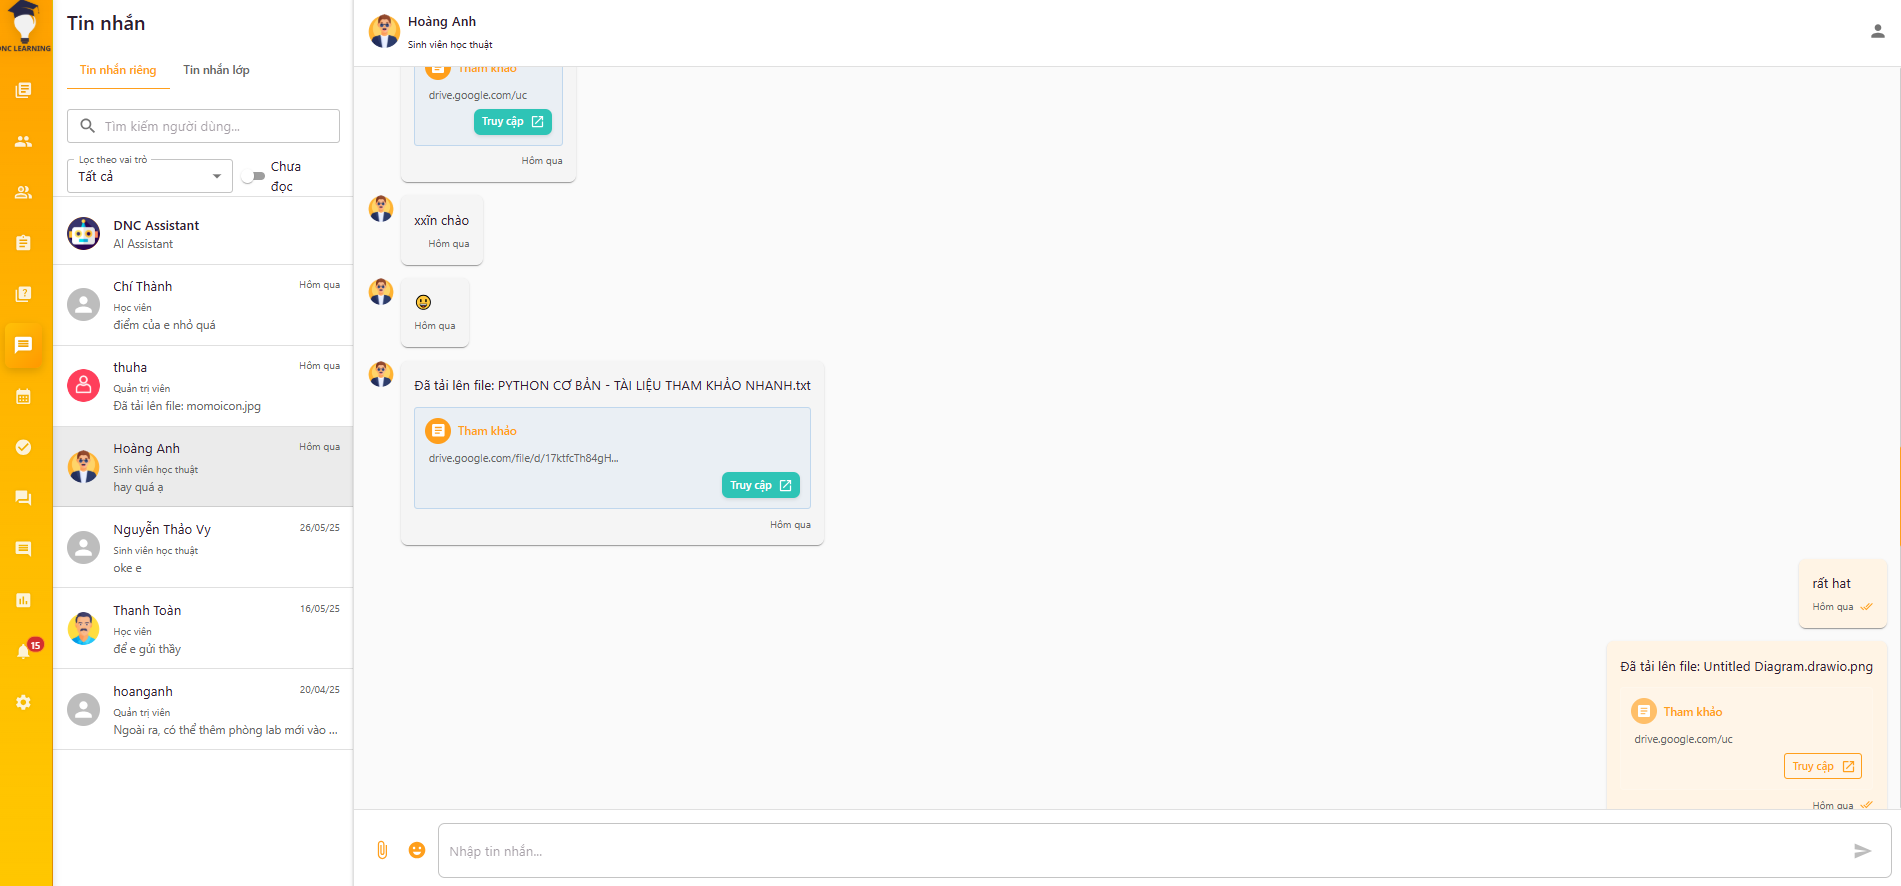 DNC LEARNING
15
Tin nhắn
Tin nhắn riêng
Tin nhắn lớp
Tìm kiếm người dùng...
Lọc theo vai trò
Tất cả
Chưa
đọc
DNC Assistant
AI Assistant
Chí Thành
Hôm qua
Học viên
điểm của e nhỏ quá
thuha
Hôm qua
Quản trị viên
Đã tải lên file: momoicon.jpg
Hoàng Anh
Hôm qua
Sinh viên học thuật
hay quá ạ
Nguyễn Thảo Vy
26/05/25
Sinh viên học thuật
oke e
Thanh Toàn
16/05/25
Học viên
để e gửi thầy
hoanganh
20/04/25
Quản trị viên
Ngoài ra, có thể thêm phòng lab mới vào ...
Hoàng Anh
Sinh viên học thuật
Tham khảo
drive.google.com/uc
Truy cập
Hôm qua
xxĩn chào
Hôm qua
Hôm qua
Đã tải lên file: PYTHON CƠ BẢN - TÀI LIỆU THAM KHẢO NHANH.txt
Tham khảo
drive.google.com/file/d/17ktfcTh84gH...
Truy cập
Hôm qua
rất hat
Hôm qua
Đã tải lên file: Untitled Diagram.drawio.png
Tham khảo
drive.google.com/uc
Truy cập
Hôm qua
Nhập tin nhắn...